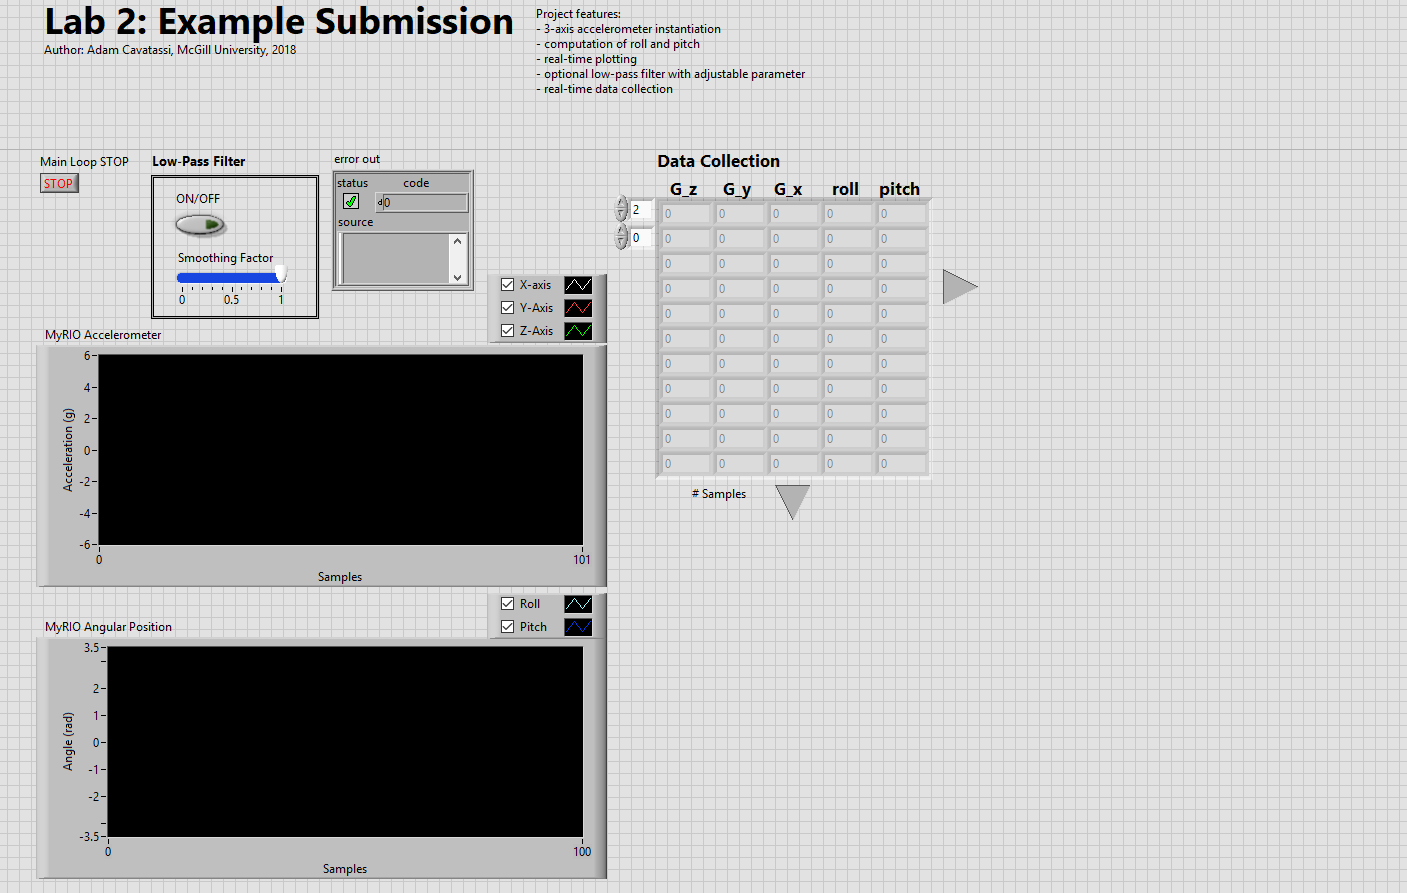 Lab 2: Example Submission
Author: Adam Cavatassi, McGill University, 2018
Project features:
- 3-axis accelerometer instantiation
- computation of roll and pitch
- real-time plotting
- optional low-pass filter with adjustable parameter
- real-time data collection
Main Loop STOP
STOP
Low-Pass Filter
ON/OFF
Smoothing Factor
0 0.5 1
error out
status code
d0
source
X-axis
Y-Axis
Z-Axis
MyRIO Accelerometer
6
4
2
0
-2
-4
-6
Acceleration (g)
0 101
Samples
Roll
Pitch
MyRIO Angular Position
3.5
2
1
0
-1
-2
-3.5
Angle (rad)
0 100
Samples
Data Collection
G_z G_y G_x roll pitch
2
0
0 0 0 0 0
0 0 0 0 0
0 0 0 0 0
0 0 0 0 0
0 0 0 0 0
0 0 0 0 0
0 0 0 0 0
0 0 0 0 0
0 0 0 0 0
0 0 0 0 0
0 0 0 0 0
# Samples